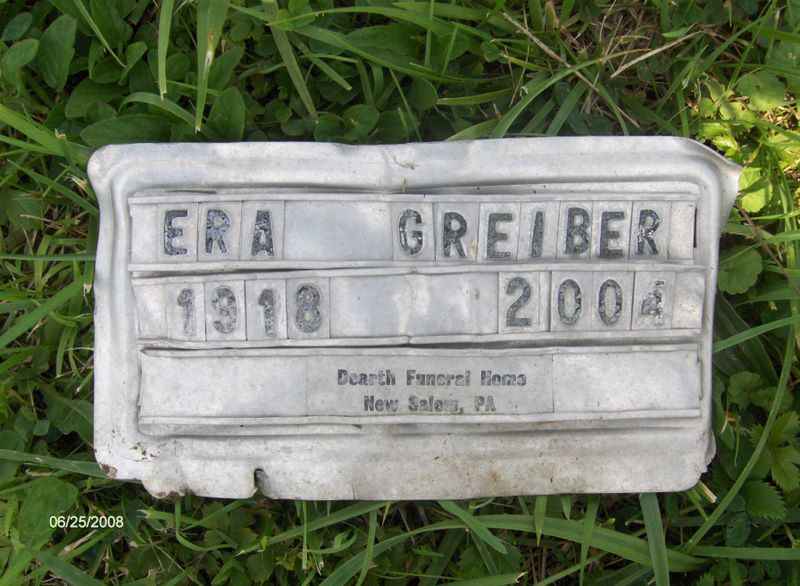 ERA GREIBER
1918 2004
Dearth Funeral Home
New Salem, PA
06/25/2008